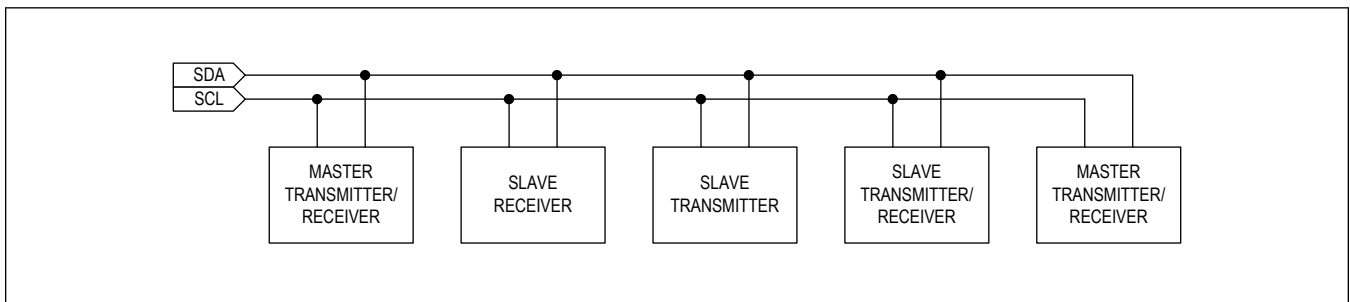 SDA
SCL
MASTER
TRANSMITTER/
RECEIVER
SLAVE
RECEIVER
SLAVE
TRANSMITTER
SLAVE
TRANSMITTER/
RECEIVER
MASTER
TRANSMITTER/
RECEIVER